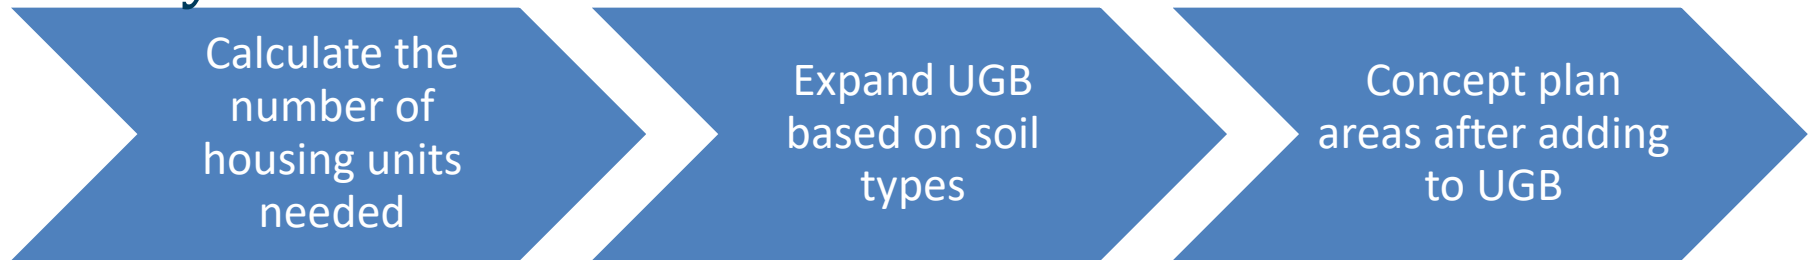 Calculate the
number of
housing units
needed
Expand UGB
based on soil
types
Concept plan
areas after adding
to UGB